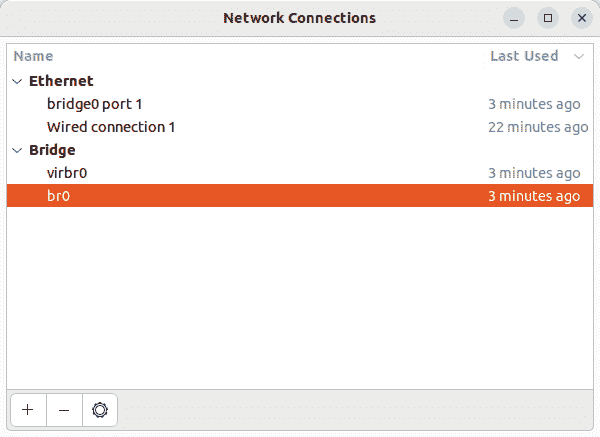 Network Connections
Name Last Used
Ethernet
bridge0 port 1 3 minutes ago
Wired connection 1 22 minutes ago
Bridge
virbr0 3 minutes ago
br0 3 minutes ago